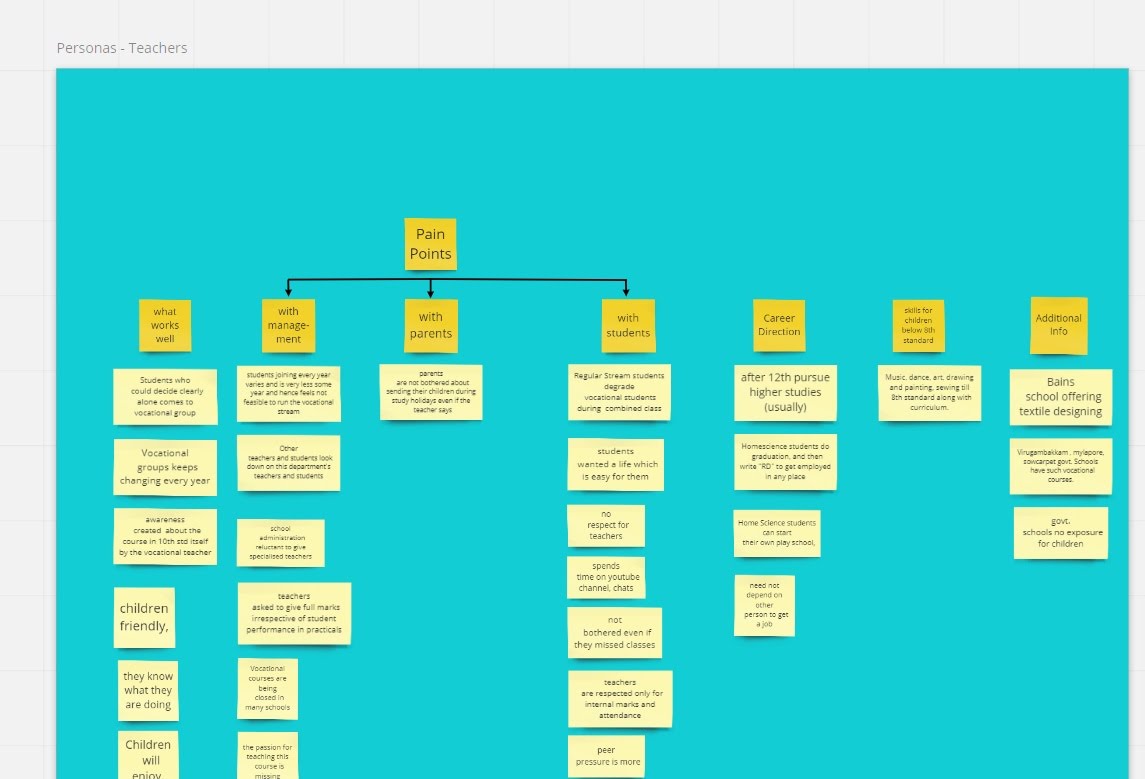 Personas - Teachers
Pain
Points
what
works
well
with
manage-
ment
with
parents
with
students
Career
Direction
skills for
children
below 8th
standard
Additional
Info
Students who
could decide clearly
alone comes to
vocational group
Vocational
groups keeps
changing every year
awareness
created about the
course in 10th std itself
by the vocational teacher
children
friendly,
they know
what they
are doing
Children
will
enjoy
students joining every year
varies and is very less some
year and hence feels not
feasible to run the vocational
stream
Other
teachers and students look
down on this department's
teachers and students
school
administration
reluctant to give
specialised teachers
teachers
asked to give full marks
irrespective of student
performance in practicals
Vocational
courses are
being
closed in
many schools
the passion for
teaching this
course is
missing
parents
are not bothered about
sending their children during
study holidays even if the
teacher says
Regular Stream students
degrade
vocational students
during combined class
students
wanted a life which
is easy for them
no
respect for
teachers
spends
time on youtube
channel, chats
not
bothered even if
they missed classes
teachers
are respected only for
internal marks and
attendance
peer
pressure is more
after 12th pursue
higher studies
(usually)
Homescience students do
graduation, and then
write "RD" to get employed
in any place
Home Science students
can start
their own play school,
need not
depend on
other
person to get
a job
Music, dance, art, drawing
and painting, sewing till
8th standard along with
curriculum.
Bains
school offering
textile designing
Virugambakkam , mylapore,
sowcarpet govt. Schools
have such vocational
courses.
govt.
schools no exposure
for children